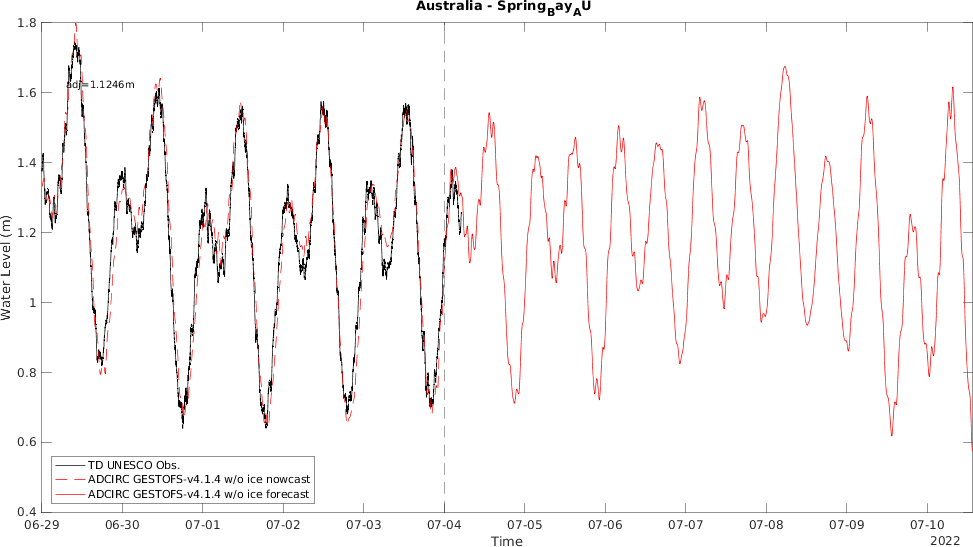 Australia - SpringBayAU
1.8
1.6
1.4
1.2
1
0.8
0.6
0.4
Water Level (m)
adj=1.1246m
TD UNESCO Obs.
ADCIRC GESTOFS-v4.1.4 w/o ice nowcast
ADCIRC GESTOFS-v4.1.4 w/o ice forecast
06-29 06-30 07-01 07-02 07-03 07-04 07-05 07-06 07-07 07-08 07-09 07-10
Time
2022